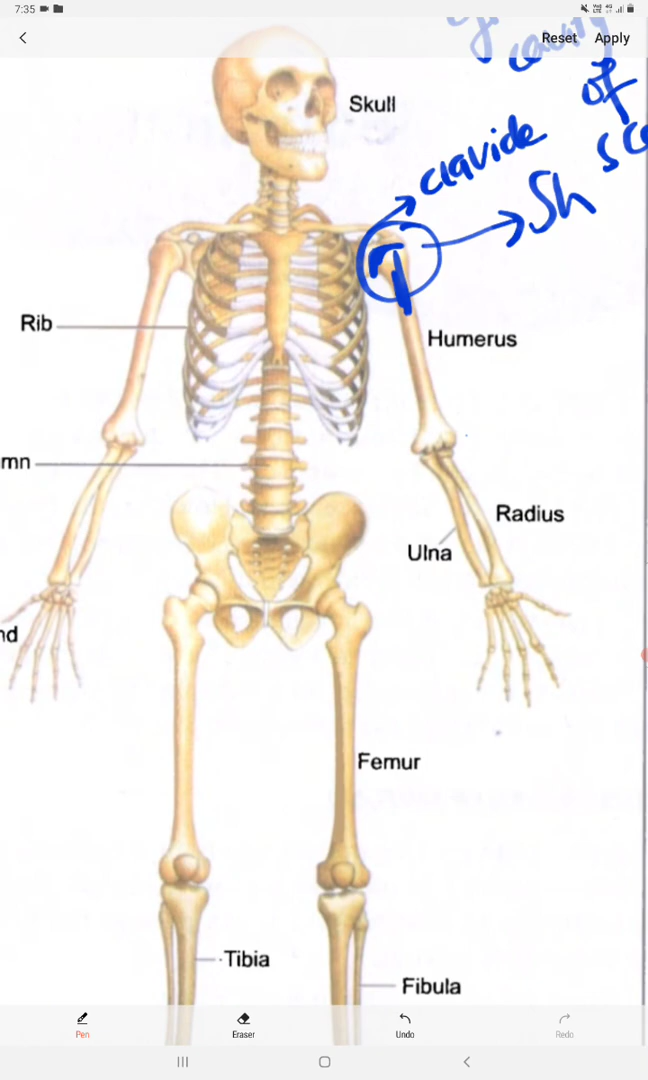 7:35
Reset Apply
cavity
of
clavide
Sh
Skull
Rib
Humerus
mn
Radius
Ulna
nd
Femur
Tibia
Fibula
Pen Eraser Undo Redo